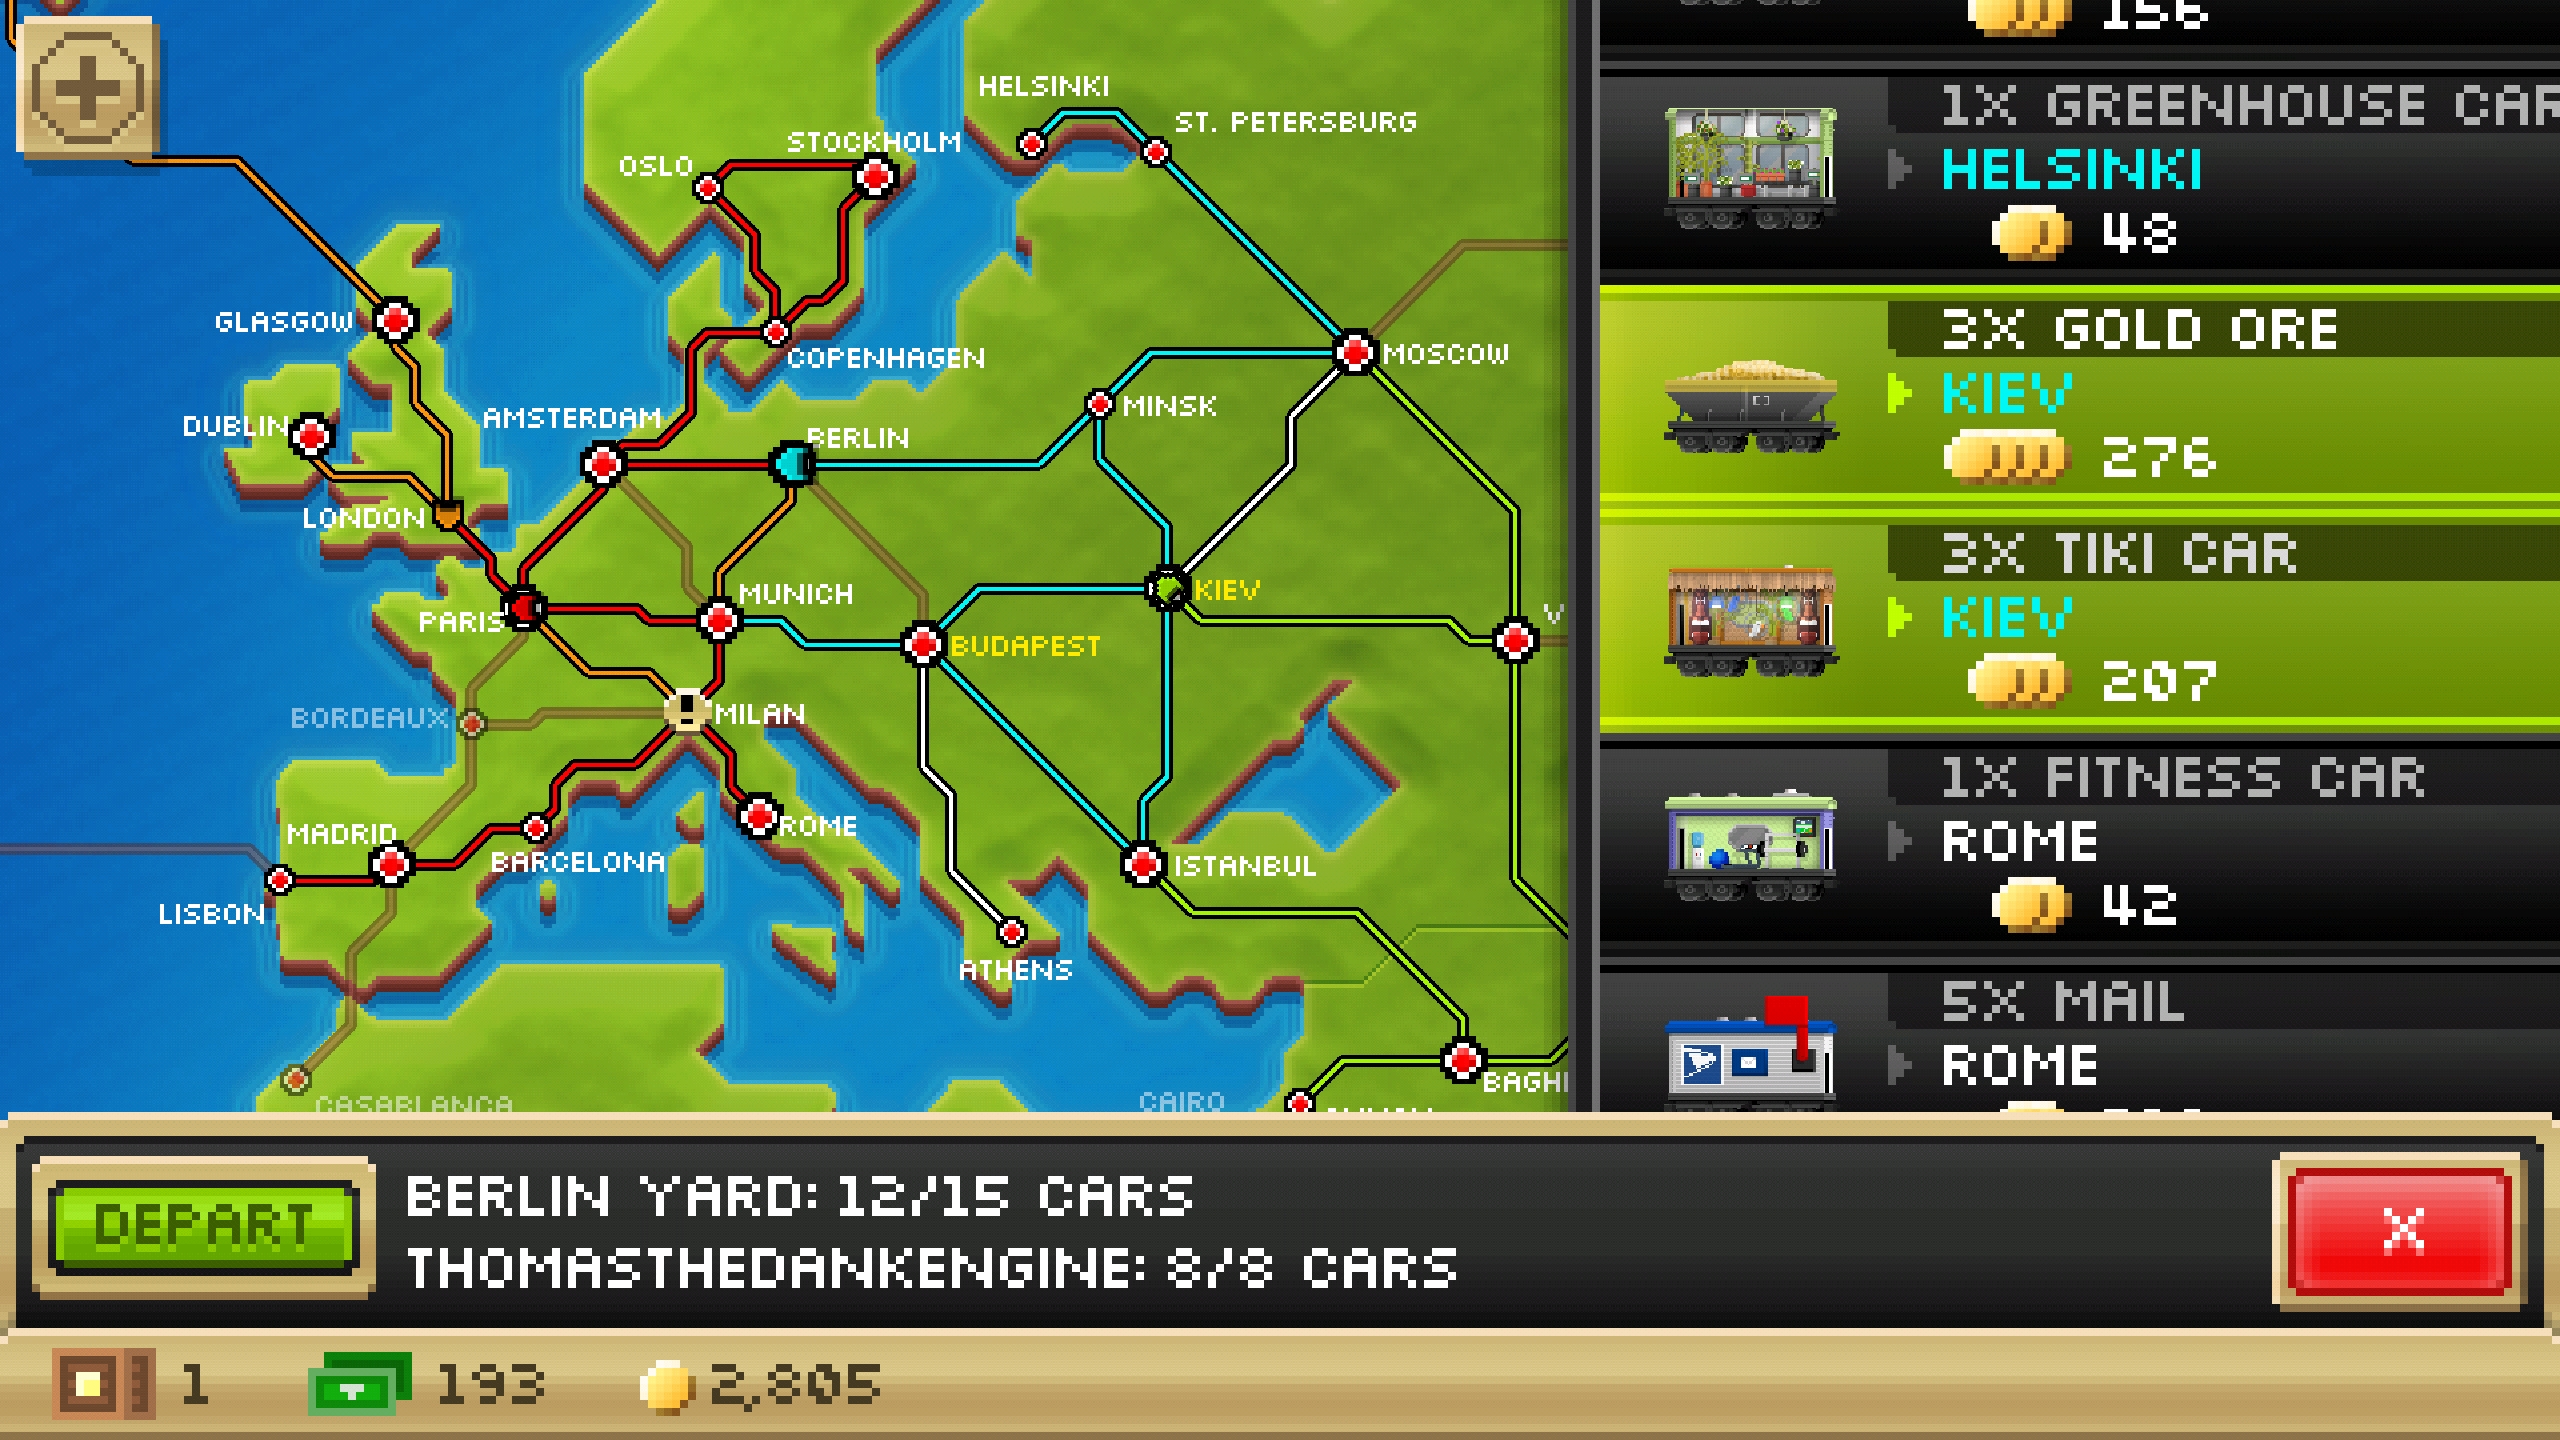 156
1X GREENHOUSE CAR
HELSINKI
48
3X GOLD ORE
KIEV
276
3X TIKI CAR
KIEV
207
1X FITNESS CAR
ROME
42
5X MAIL
ROME
HELSINKI
ST. PETERSBURG
STOCKHOLM
OSLO
GLASGOW
COPENHAGEN
MOSCOW
AMSTERDAM
MINSK
DUBLIN
BERLIN
LONDON
MUNICH
KIEV
PARIS
V
BUDAPEST
BORDEAUX
MILAN
MADRID
ROME
BARCELONA
ISTANBUL
LISBON
ATHENS
BAGH
CASABLANCA
CAIRO
DEPART
BERLIN YARD: 12/15 CARS
THOMASTHEDANKENGINE: 8/8 CARS
X
1
193
2,805